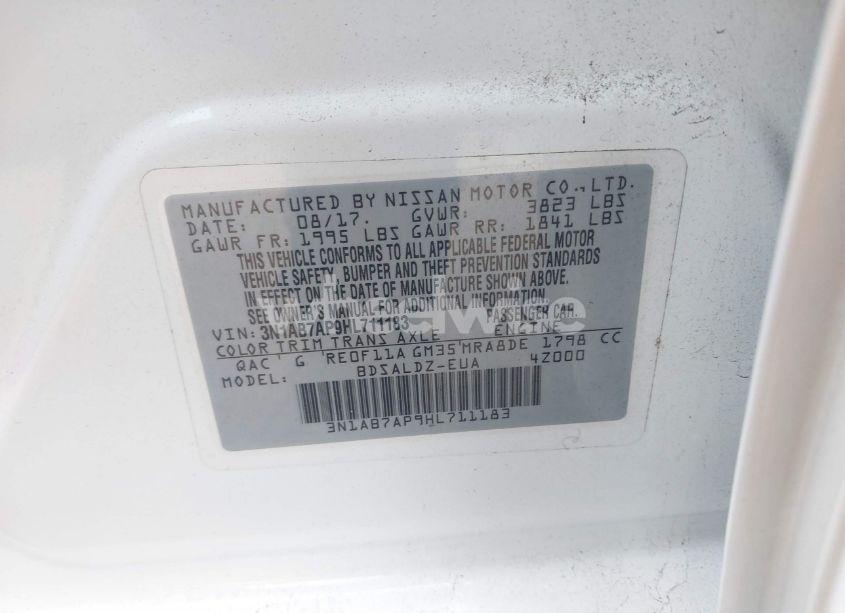 MANUFACTURED BY NISSAN MOTOR CO., LTD.
DATE: 08/17. GVWR: 3823 LBS
GAWR FR: 1995 LBS GAWR RR: 1841 LBS
THIS VEHICLE CONFORMS TO ALL APPLICABLE FEDERAL MOTOR
VEHICLE SAFETY, BUMPER AND THEFT PREVENTION STANDARDS
IN EFFECT ON THE DATE OF MANUFACTURE SHOWN ABOVE.
SEE OWNER'S MANUAL FOR ADDITIONAL INFORMATION.
VIN: 3N1AB7AP9HL711183 PASSENGER CAR.
COLOR TRIM TRANS AXLE ENGINE
QAC G RE0F11A GM35 MRA8DE 1798 CC
MODEL: BDSALDZ-EUA 4Z000
3N1AB7AP9HL711183